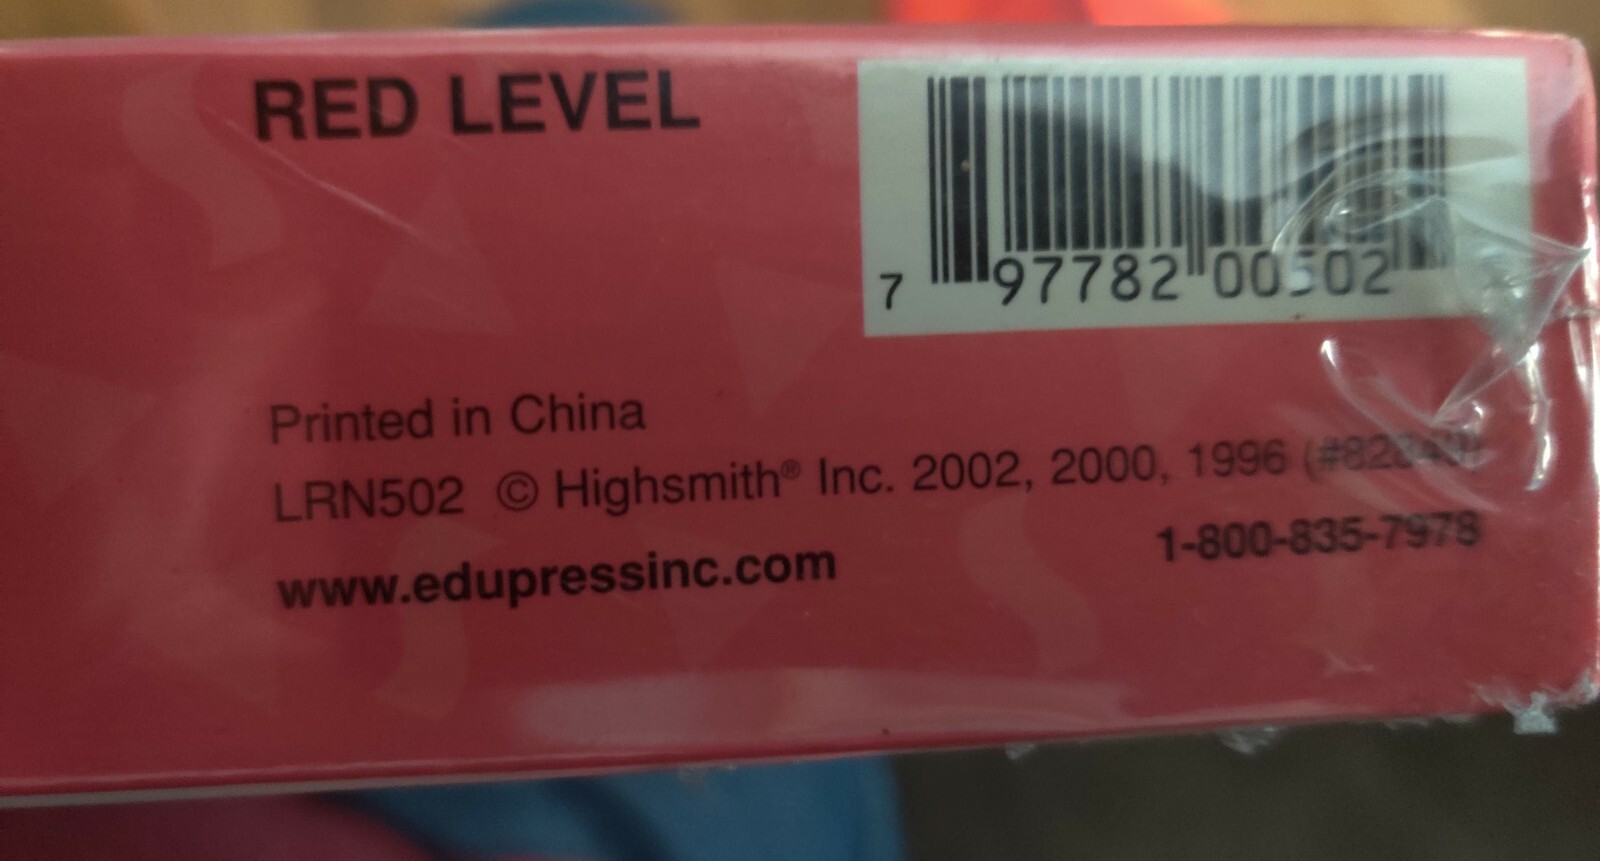 RED LEVEL
7 97782 00502
Printed in China
LRN502 © Highsmith® Inc. 2002, 2000, 1996
www.edupressinc.com 1-800-835-7978